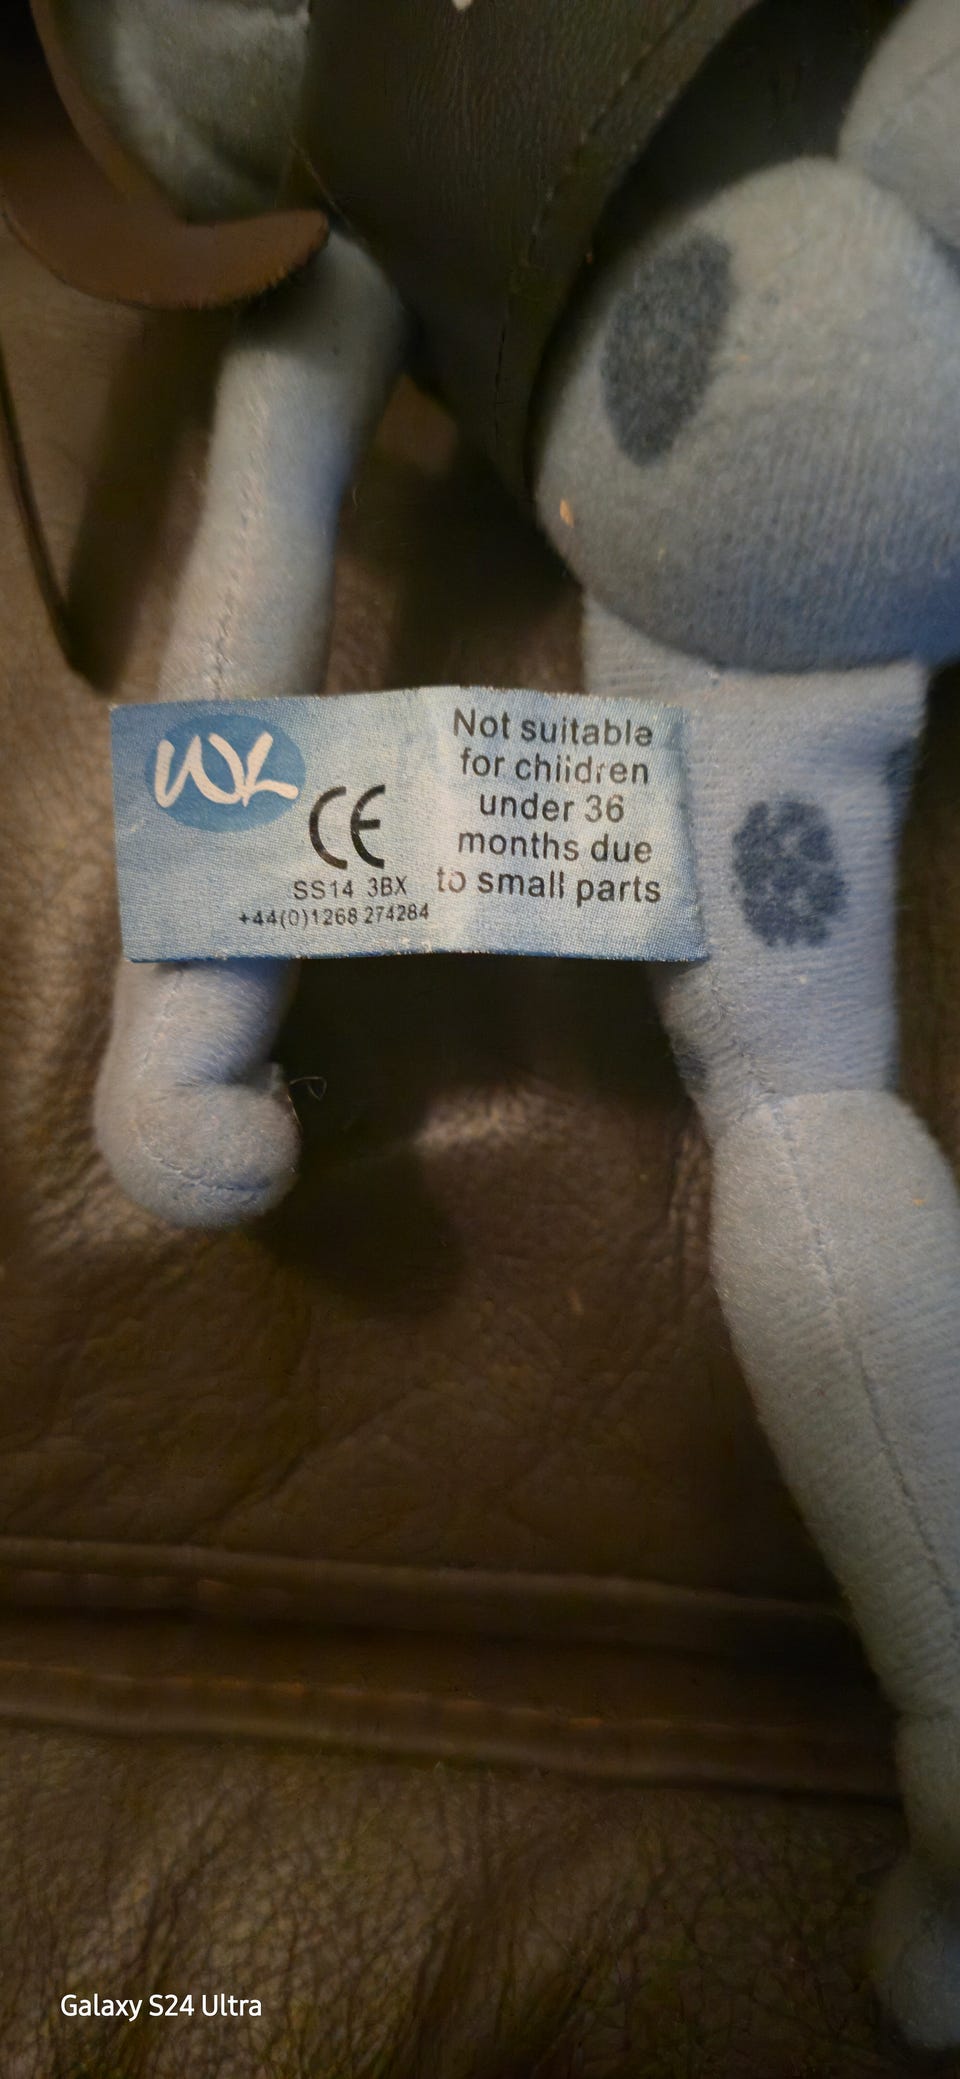 WL
CE
SS14 3BX
+44(0)1268 274284
Not suitable
for children
under 36
months due
to small parts
Galaxy S24 Ultra